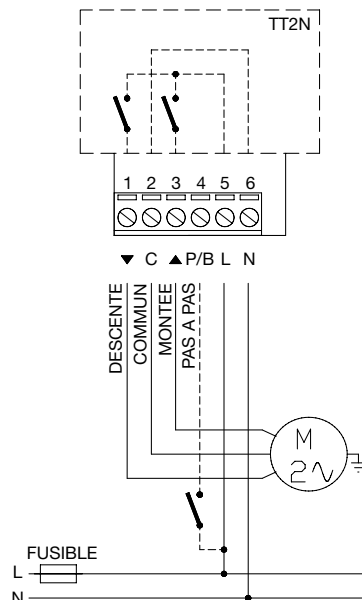 TT2N
1 2 3 4 5 6
▼ C ▲ P/B L N
DESCENTE
COMMUN
MONTEE
PAS A PAS
M
2∿
FUSIBLE
L
N